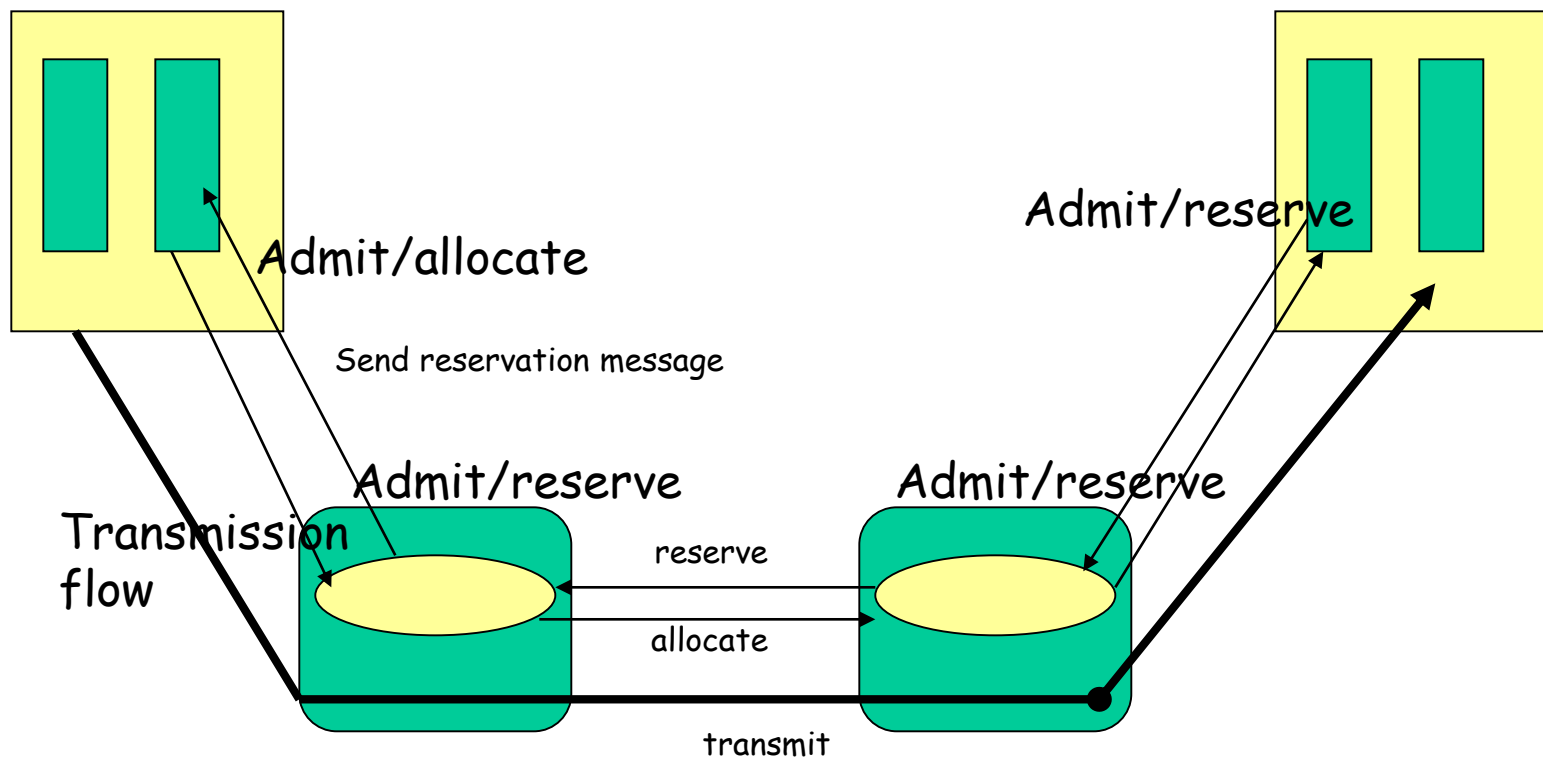 Admit/reserve
Admit/allocate
Send reservation message
Admit/reserve
Admit/reserve
Transmission
flow
reserve
allocate
transmit